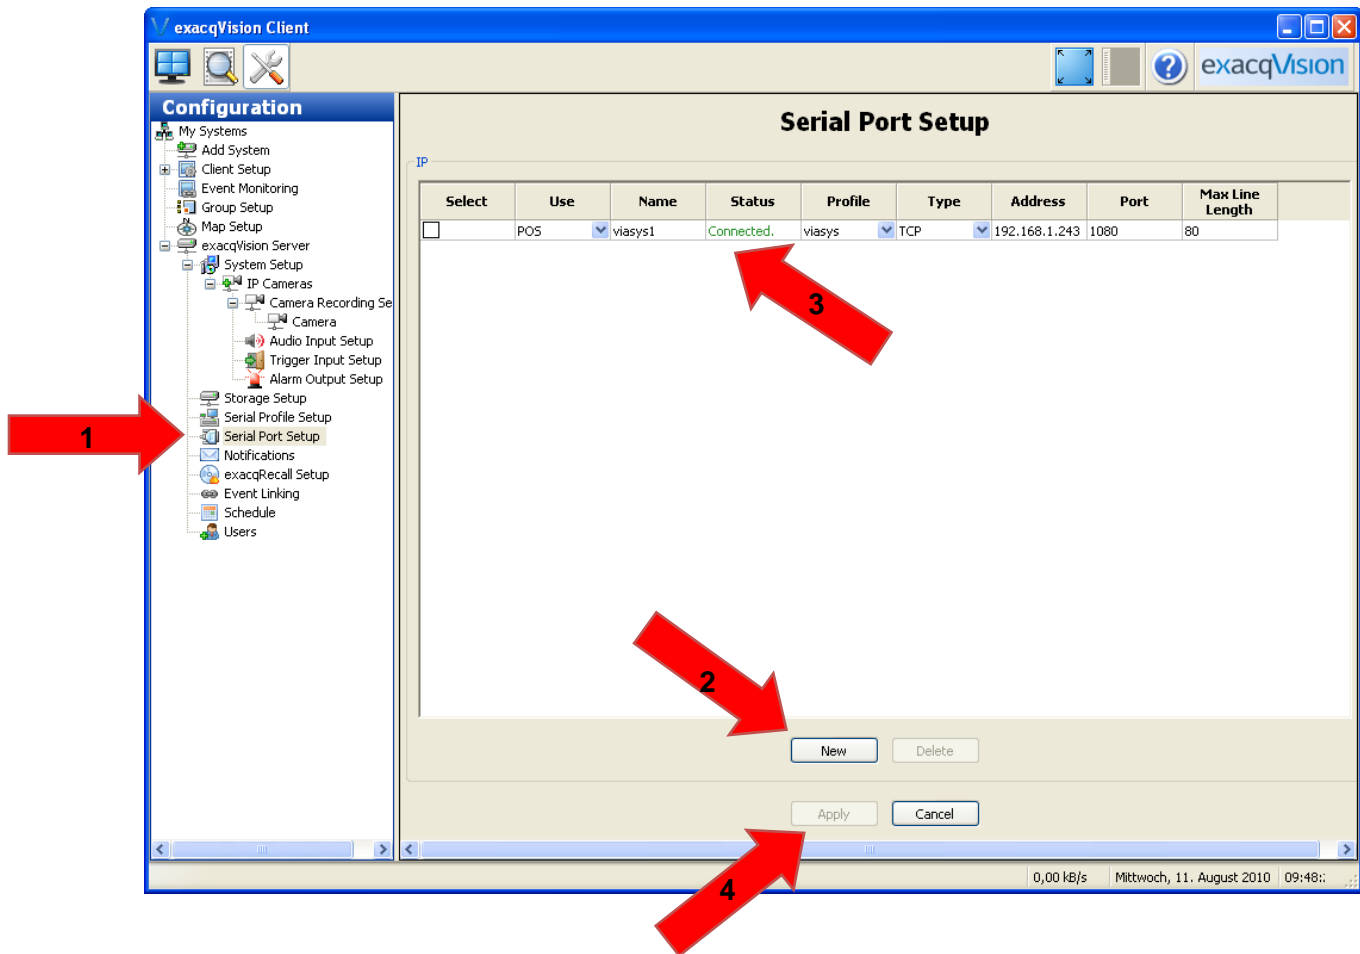 exacqVision Client
exacqVision
Configuration
My Systems
Add System
Client Setup
Event Monitoring
Group Setup
Map Setup
exacqVision Server
System Setup
IP Cameras
Camera Recording Se
Camera
Audio Input Setup
Trigger Input Setup
Alarm Output Setup
Storage Setup
Serial Profile Setup
Serial Port Setup
Notifications
exacqRecall Setup
Event Linking
Schedule
Users
1
Serial Port Setup
IP
Select Use Name Status Profile Type Address Port Max Line Length
POS viasys1 Connected. viasys TCP 192.168.1.243 1080 80
3
2
New Delete
Apply Cancel
4
0,00 kB/s Mittwoch, 11. August 2010 09:48: